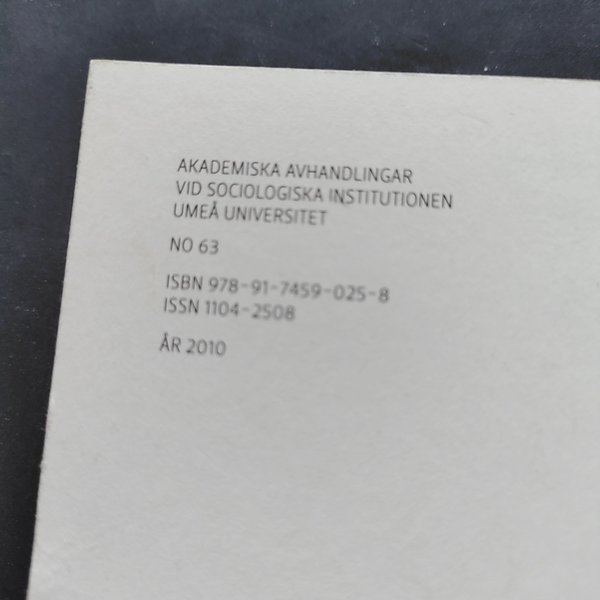 AKADEMISKA AVHANDLINGAR
VID SOCIOLOGISKA INSTITUTIONEN
UMEÅ UNIVERSITET
NO 63
ISBN 978-91-7459-025-8
ISSN 1104-2508
ÅR 2010